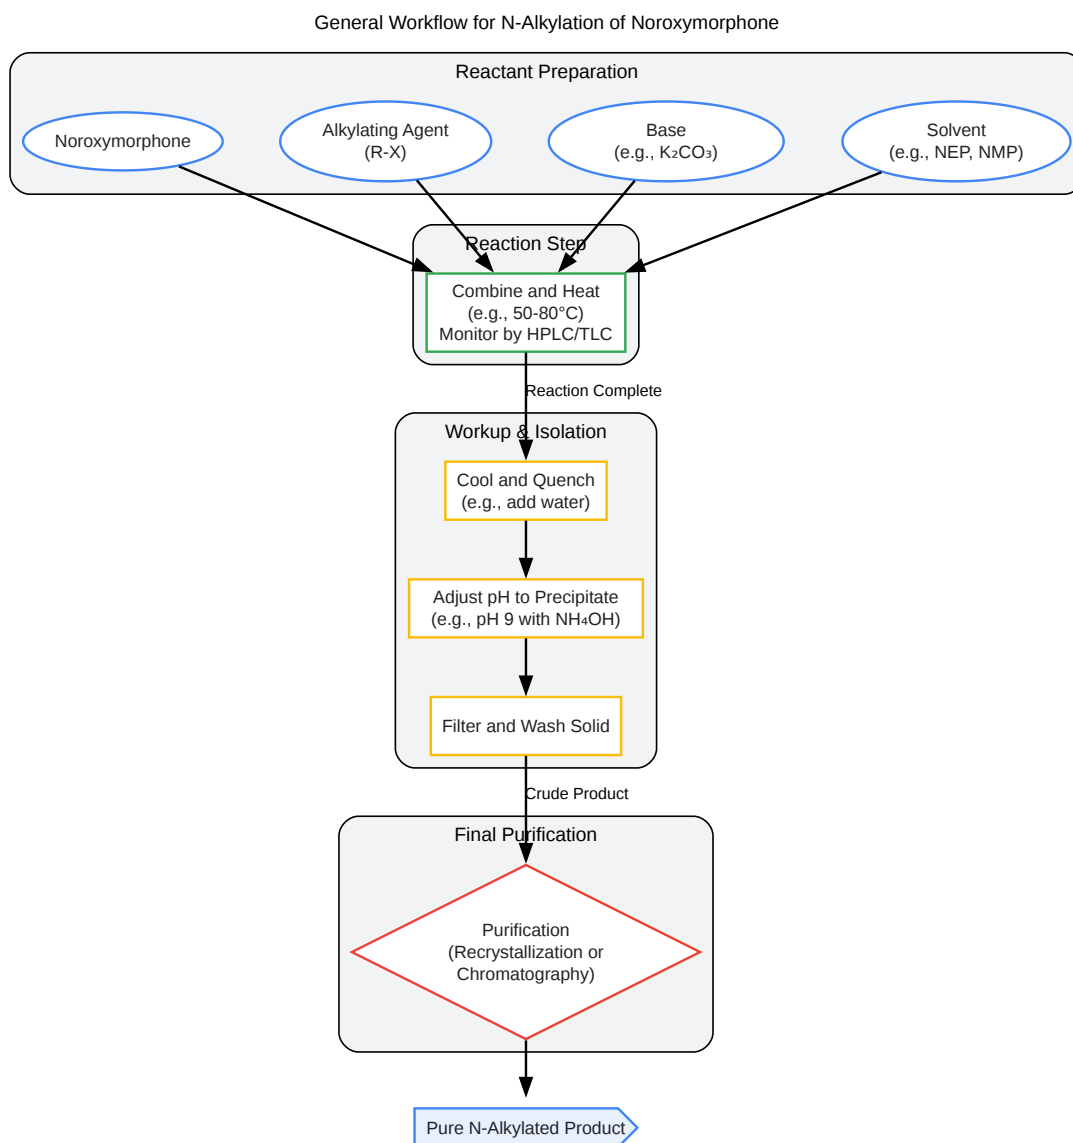 General Workflow for N-Alkylation of Noroxymorphone
Reactant Preparation
Noroxymorphone
Alkylating Agent
(R-X)
Base
(e.g., K₂CO₃)
Solvent
(e.g., NEP, NMP)
Reaction Step
Combine and Heat
(e.g., 50-80°C)
Monitor by HPLC/TLC
Reaction Complete
Workup & Isolation
Cool and Quench
(e.g., add water)
Adjust pH to Precipitate
(e.g., pH 9 with NH₄OH)
Filter and Wash Solid
Crude Product
Final Purification
Purification
(Recrystallization or
Chromatography)
Pure N-Alkylated Product